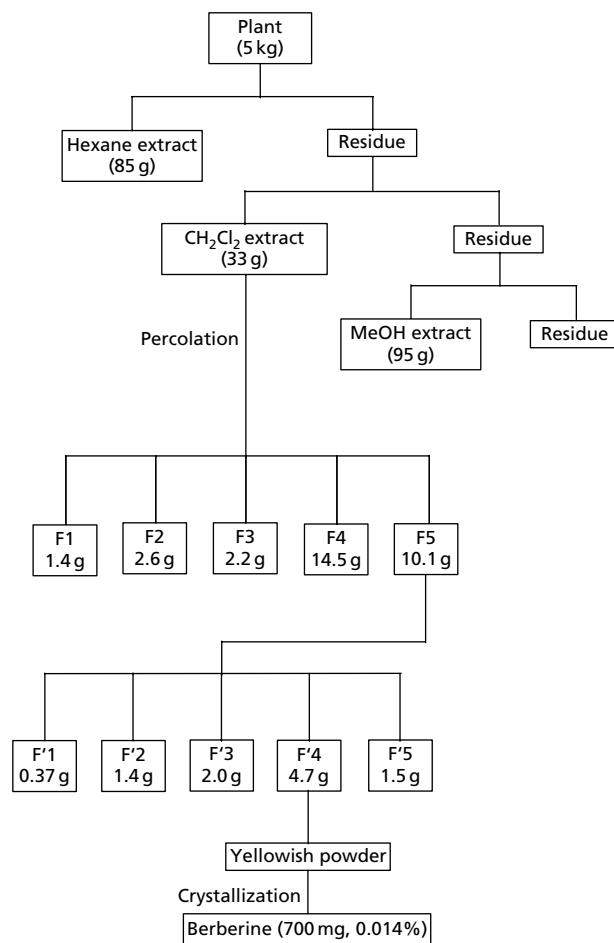 Plant
(5 kg)
Hexane extract
(85 g)
Residue
CH₂Cl₂ extract
(33 g)
Residue
Percolation
MeOH extract
(95 g)
Residue
F1
1.4 g
F2
2.6 g
F3
2.2 g
F4
14.5 g
F5
10.1 g
F'1
0.37 g
F'2
1.4 g
F'3
2.0 g
F'4
4.7 g
F'5
1.5 g
Yellowish powder
Crystallization
Berberine (700 mg, 0.014%)